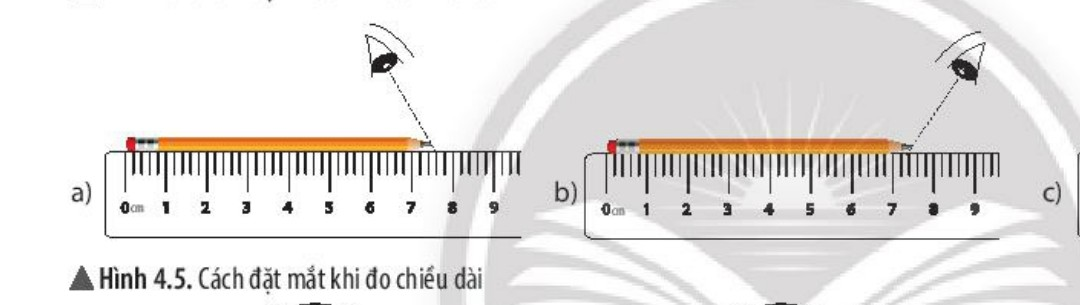 a)
0cm 1 2 3 4 5 6 7 8 9
b)
0cm 1 2 3 4 5 6 7 8 9
c)
Hình 4.5. Cách đặt mắt khi đo chiều dài